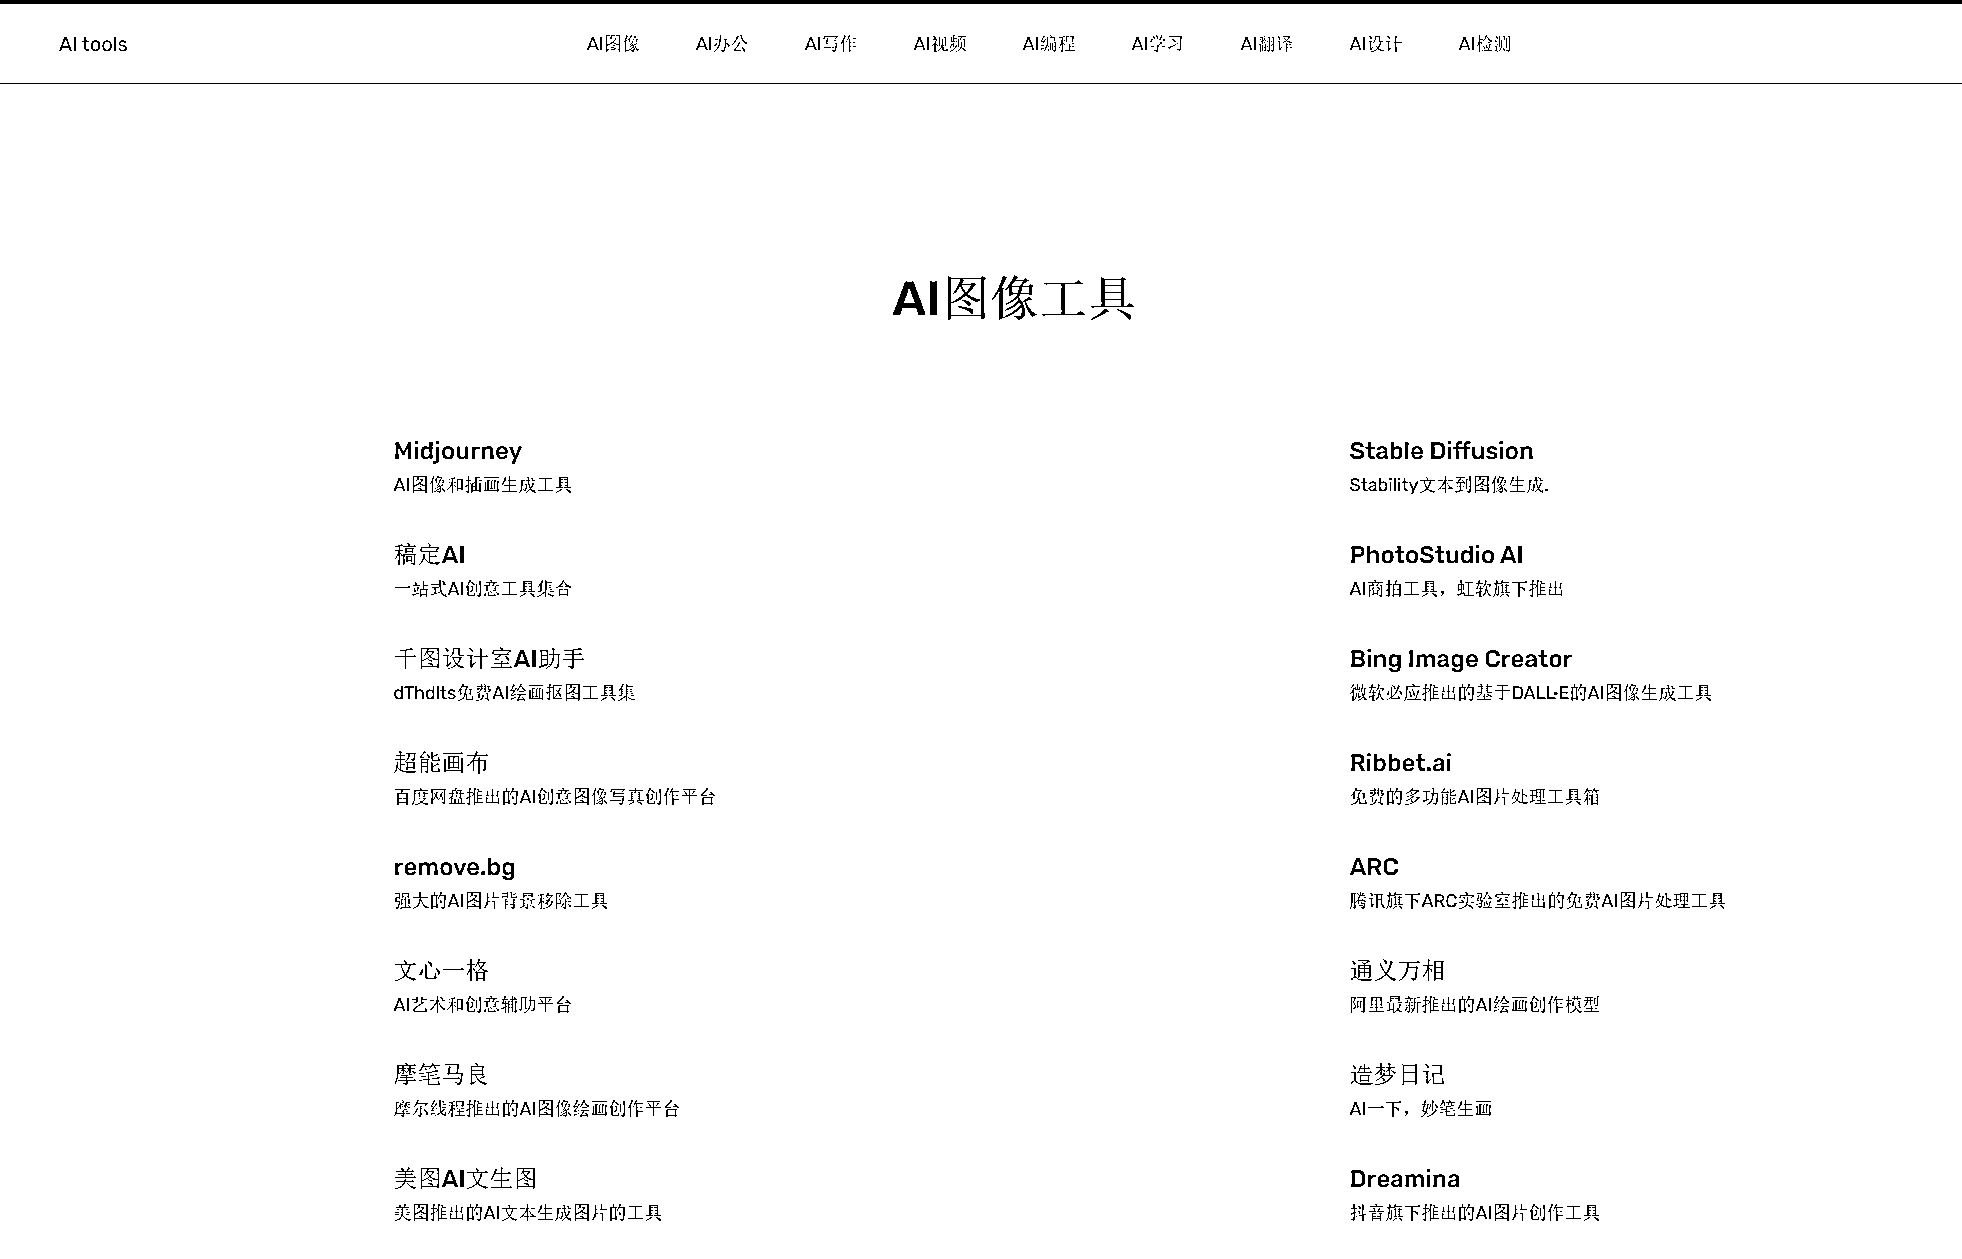 AI tools
AI图像
AI办公
AI写作
AI视频
AI编程
AI学习
AI翻译
AI设计
AI检测
AI图像工具
Midjourney
AI图像和插画生成工具
Stable Diffusion
Stability文本到图像生成.
稿定AI
一站式AI创意工具集合
PhotoStudio AI
AI商拍工具，虹软旗下推出
千图设计室AI助手
dThdIts免费AI绘画抠图工具集
Bing Image Creator
微软必应推出的基于DALL·E的AI图像生成工具
超能画布
百度网盘推出的AI创意图像写真创作平台
Ribbet.ai
免费的多功能AI图片处理工具箱
remove.bg
强大的AI图片背景移除工具
ARC
腾讯旗下ARC实验室推出的免费AI图片处理工具
文心一格
AI艺术和创意辅助平台
通义万相
阿里最新推出的AI绘画创作模型
摩笔马良
摩尔线程推出的AI图像绘画创作平台
造梦日记
AI一下，妙笔生画
美图AI文生图
美图推出的AI文本生成图片的工具
Dreamina
抖音旗下推出的AI图片创作工具